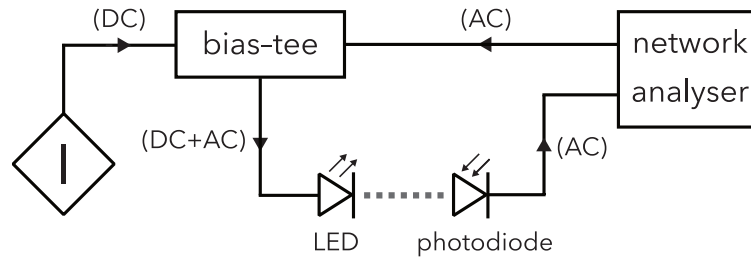 (DC)
bias–tee
(AC)
network
analyser
(DC+AC)
(AC)
I
LED
photodiode